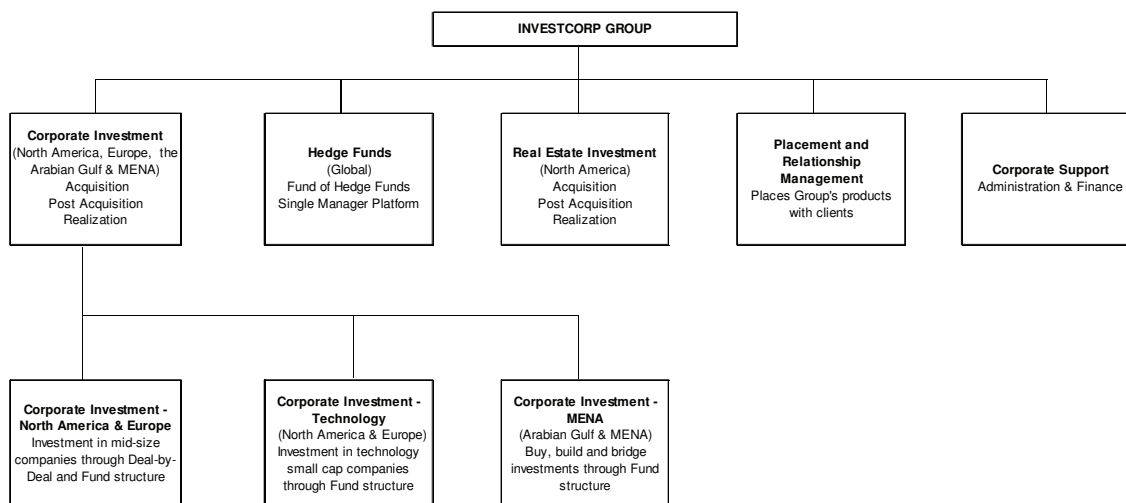 INVESTCORP GROUP
Corporate Investment
(North America, Europe, the
Arabian Gulf & MENA)
Acquisition
Post Acquisition
Realization
Hedge Funds
(Global)
Fund of Hedge Funds
Single Manager Platform
Real Estate Investment
(North America)
Acquisition
Post Acquisition
Realization
Placement and
Relationship
Management
Places Group's products
with clients
Corporate Support
Administration & Finance
Corporate Investment -
North America & Europe
Investment in mid-size
companies through Deal-by-
Deal and Fund structure
Corporate Investment -
Technology
(North America & Europe)
Investment in technology
small cap companies
through Fund structure
Corporate Investment -
MENA
(Arabian Gulf & MENA)
Buy, build and bridge
investments through Fund
structure